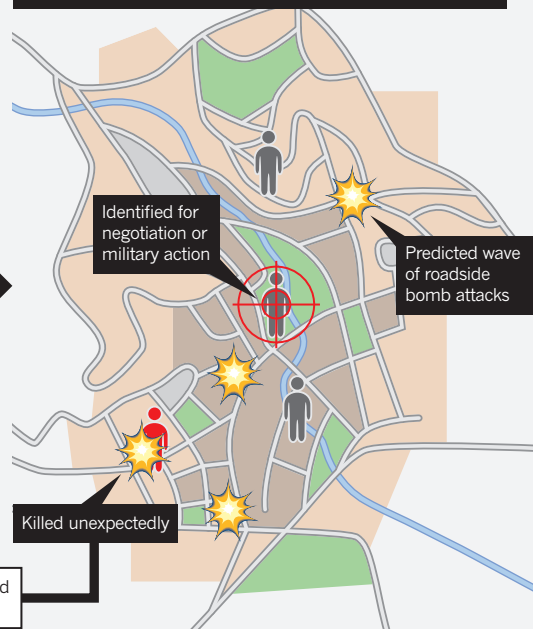 Identified for
negotiation or
military action
Predicted wave
of roadside
bomb attacks
Killed unexpectedly